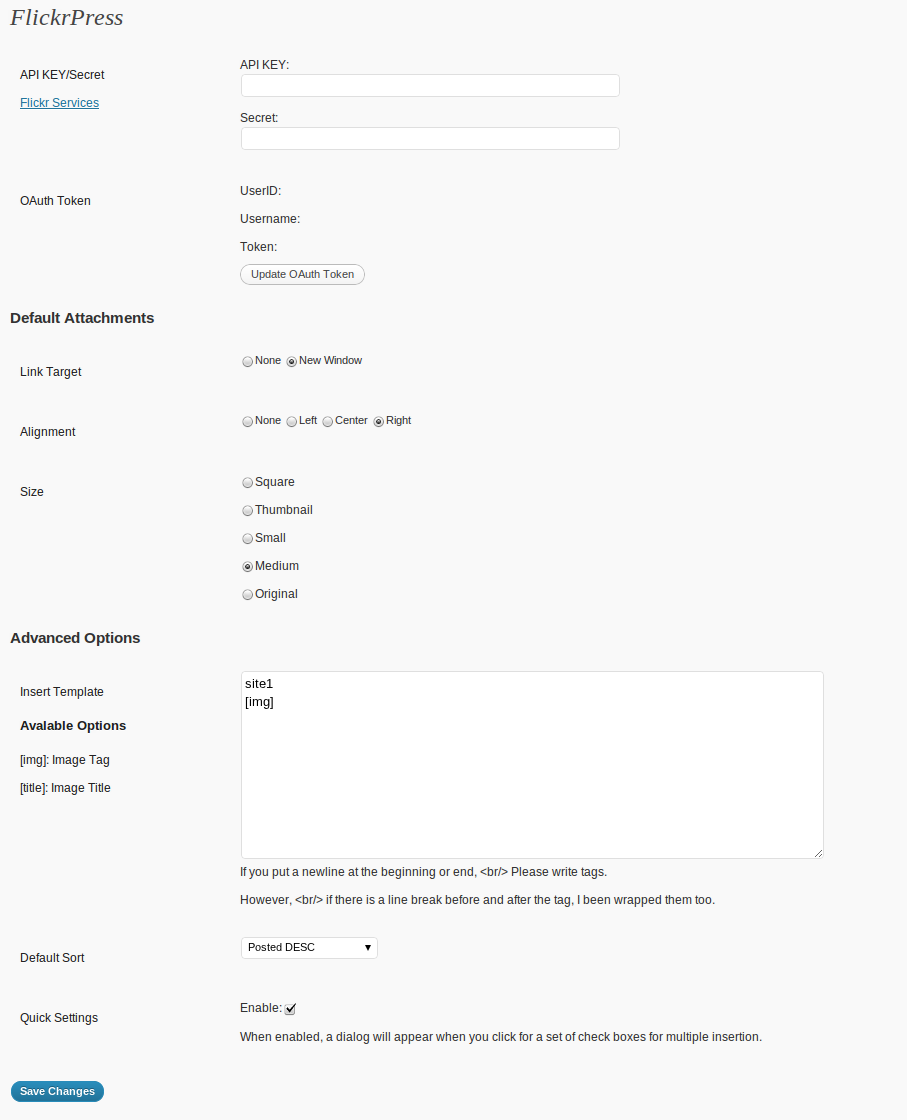 FlickrPress
API KEY/Secret
Flickr Services
API KEY:
Secret:
OAuth Token
UserID:
Username:
Token:
Update OAuth Token
Default Attachments
Link Target
None New Window
Alignment
None Left Center Right
Size
Square
Thumbnail
Small
Medium
Original
Advanced Options
Insert Template
Avalable Options
[img]: Image Tag
[title]: Image Title
site1
[img]
If you put a newline at the beginning or end, <br/> Please write tags.
However, <br/> if there is a line break before and after the tag, I been wrapped them too.
Default Sort
Posted DESC
Quick Settings
Enable:
When enabled, a dialog will appear when you click for a set of check boxes for multiple insertion.
Save Changes